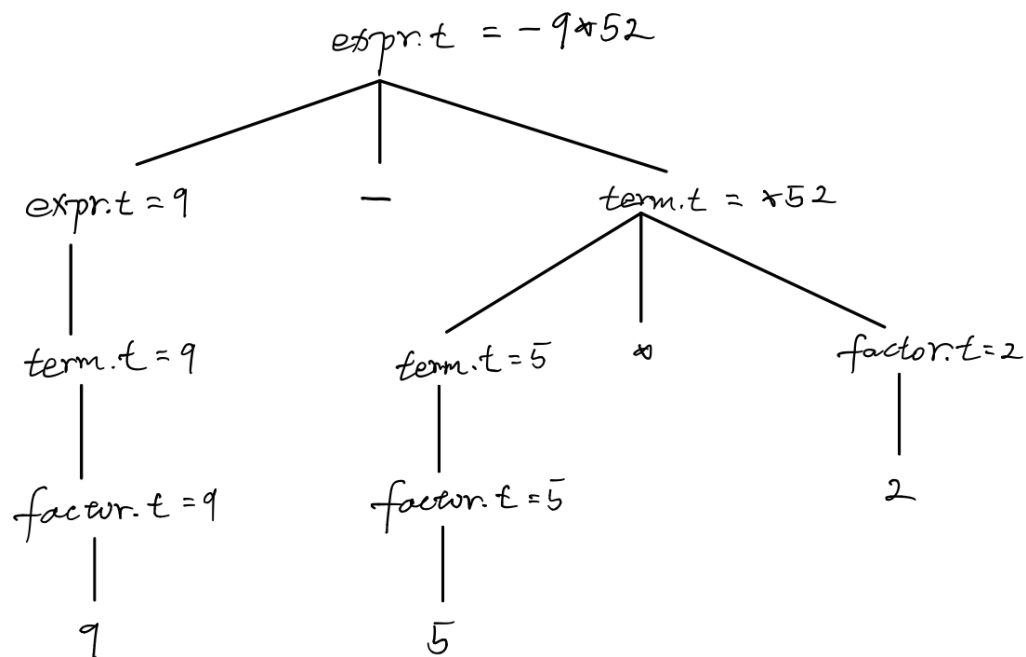 expr.t = -9*52
expr.t = 9 - term.t = *52
term.t = 9 term.t = 5 * factor.t = 2
factor.t = 9 factor.t = 5 2
9 5